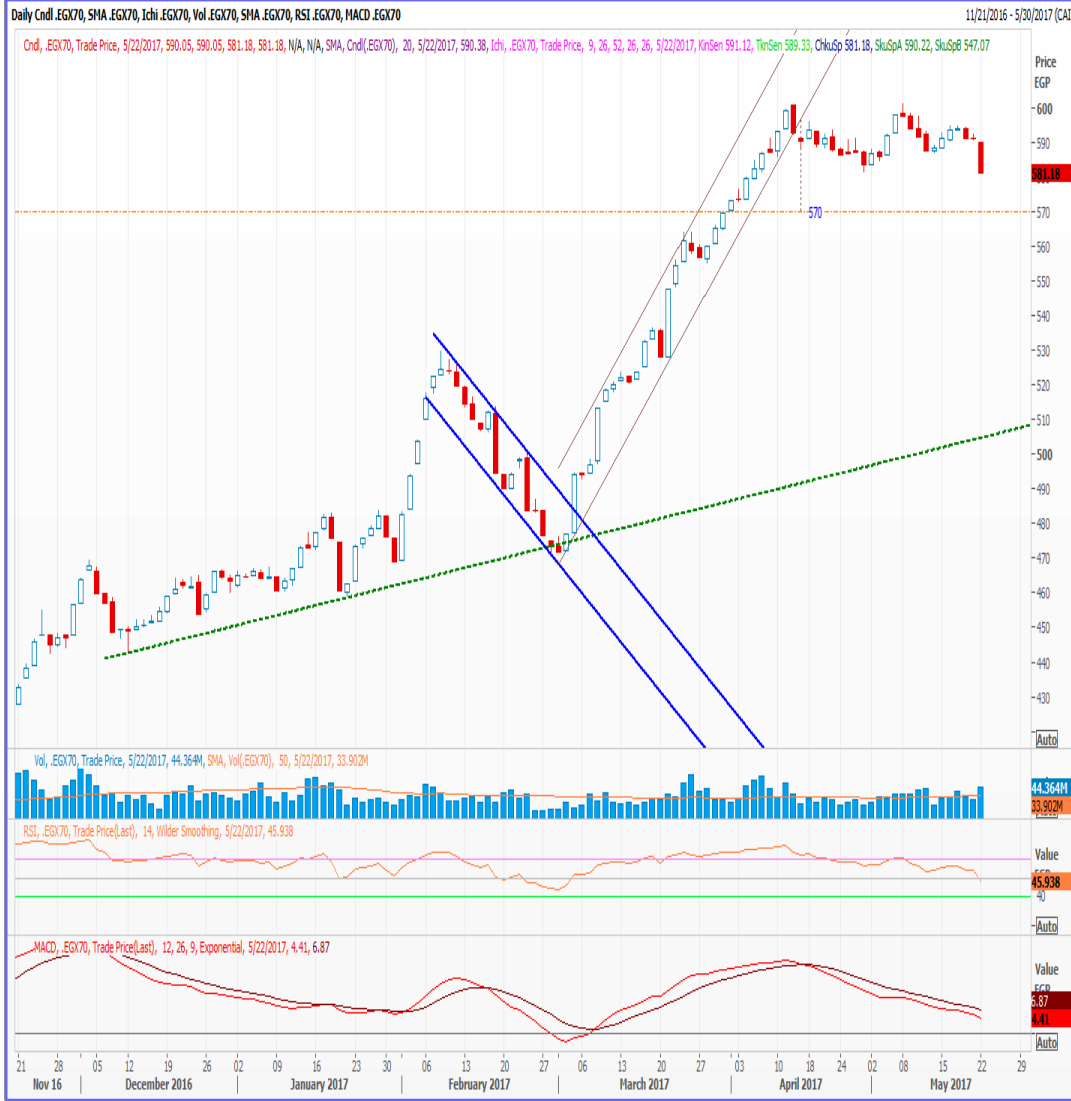 Daily Cndl .EGX70, SMA .EGX70, Ichi .EGX70, Vol .EGX70, SMA .EGX70, RSI .EGX70, MACD .EGX70
11/21/2016 - 5/30/2017 (CAI
Cndl, .EGX70, Trade Price, 5/22/2017, 590.05, 590.05, 581.18, 581.18, N/A, N/A, SMA, Cndl(.EGX70), 20, 5/22/2017, 590.38, Ichi, .EGX70, Trade Price, 9, 26, 52, 26, 26, 5/22/2017, KinSen 591.12, TknSen 589.33, ChkuSp 581.18, SkuSpA 590.22, SkuSpB 547.07
Price
EGP
600
590
581.18
570
570
560
550
540
530
520
510
500
490
480
470
460
450
440
430
Auto
Vol, .EGX70, Trade Price, 5/22/2017, 44.364M, SMA, Vol(.EGX70), 50, 5/22/2017, 33.902M
44.364M
33.902M
RSI, .EGX70, Trade Price(Last), 14, Wilder Smoothing, 5/22/2017, 45.938
Value
45.938
40
Auto
MACD, .EGX70, Trade Price(Last), 12, 26, 9, Exponential, 5/22/2017, 4.41, 6.87
Value
EGP
6.87
4.41
Auto
21 28 05 12 19 26 02 09 16 23 30 06 13 20 27 06 13 20 27 03 10 18 24 02 08 15 22 29
Nov 16 December 2016 January 2017 February 2017 March 2017 April 2017 May 2017